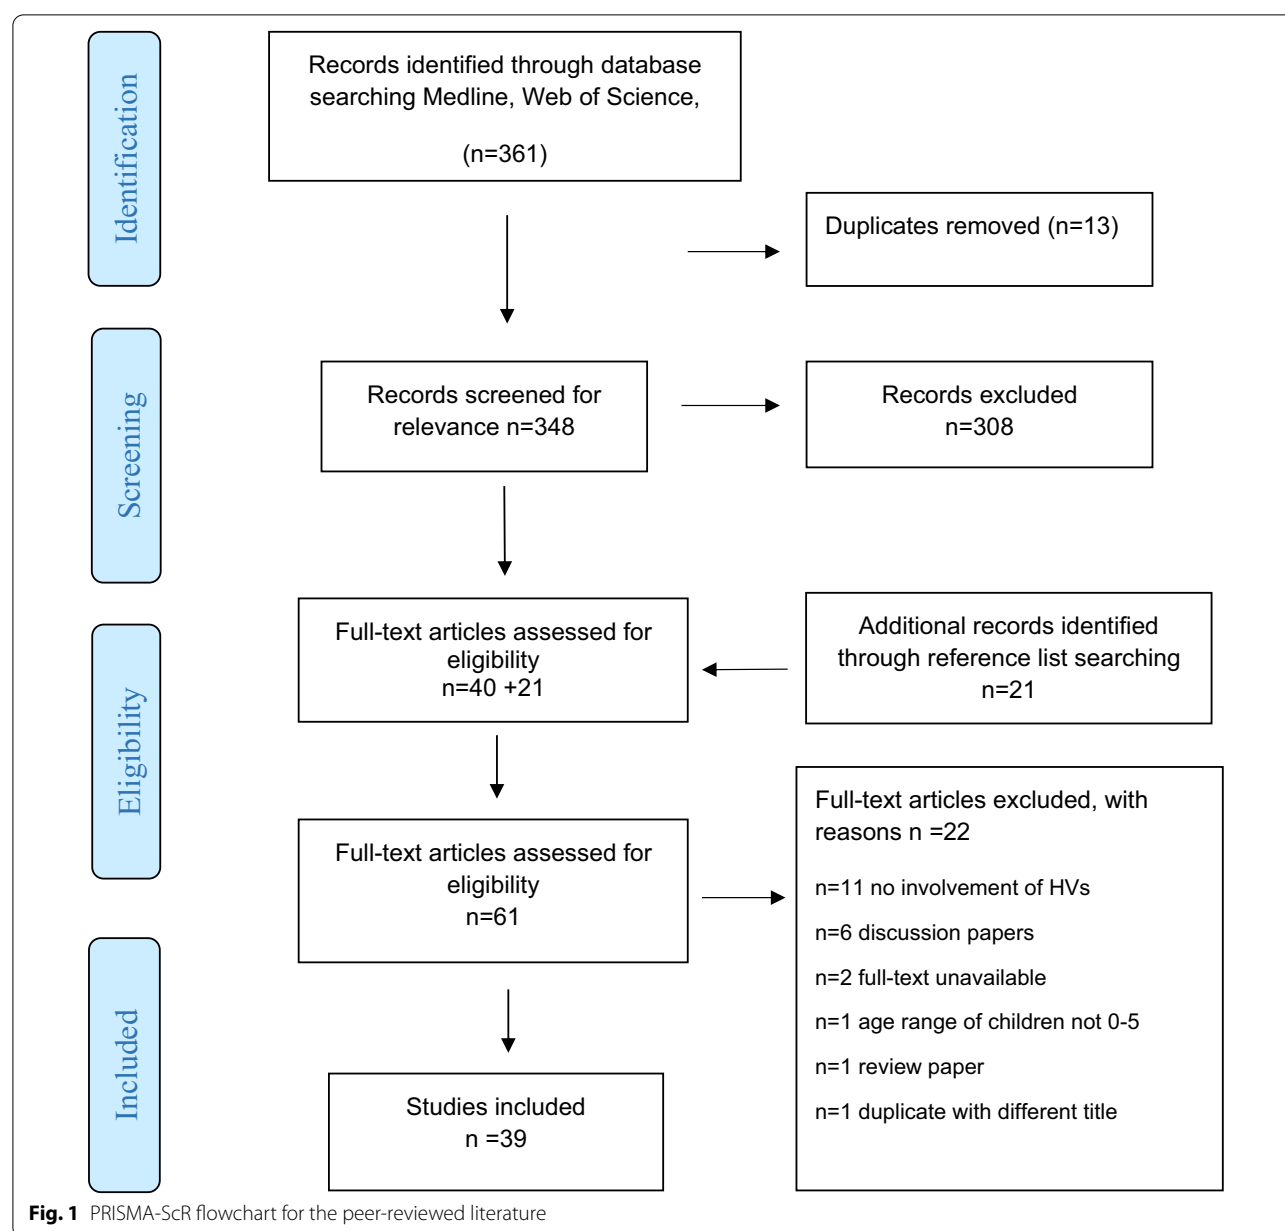 Identification
Records identified through database
searching Medline, Web of Science,
(n=361)
Duplicates removed (n=13)
Screening
Records screened for
relevance n=348
Records excluded
n=308
Eligibility
Full-text articles assessed for
eligibility
n=40 +21
Additional records identified
through reference list searching
n=21
Full-text articles assessed for
eligibility
n=61
Full-text articles excluded, with
reasons n =22
n=11 no involvement of HVs
n=6 discussion papers
n=2 full-text unavailable
n=1 age range of children not 0-5
n=1 review paper
n=1 duplicate with different title
Included
Studies included
n =39
Fig. 1 PRISMA-ScR flowchart for the peer-reviewed literature